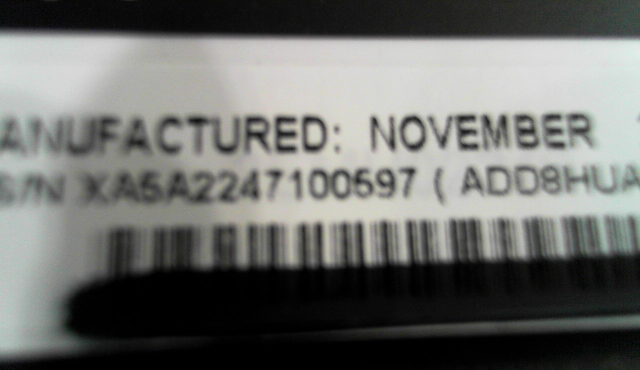 ANUFACTURED: NOVEMBER
S/N XA5A2247100597 ( ADD8HUA